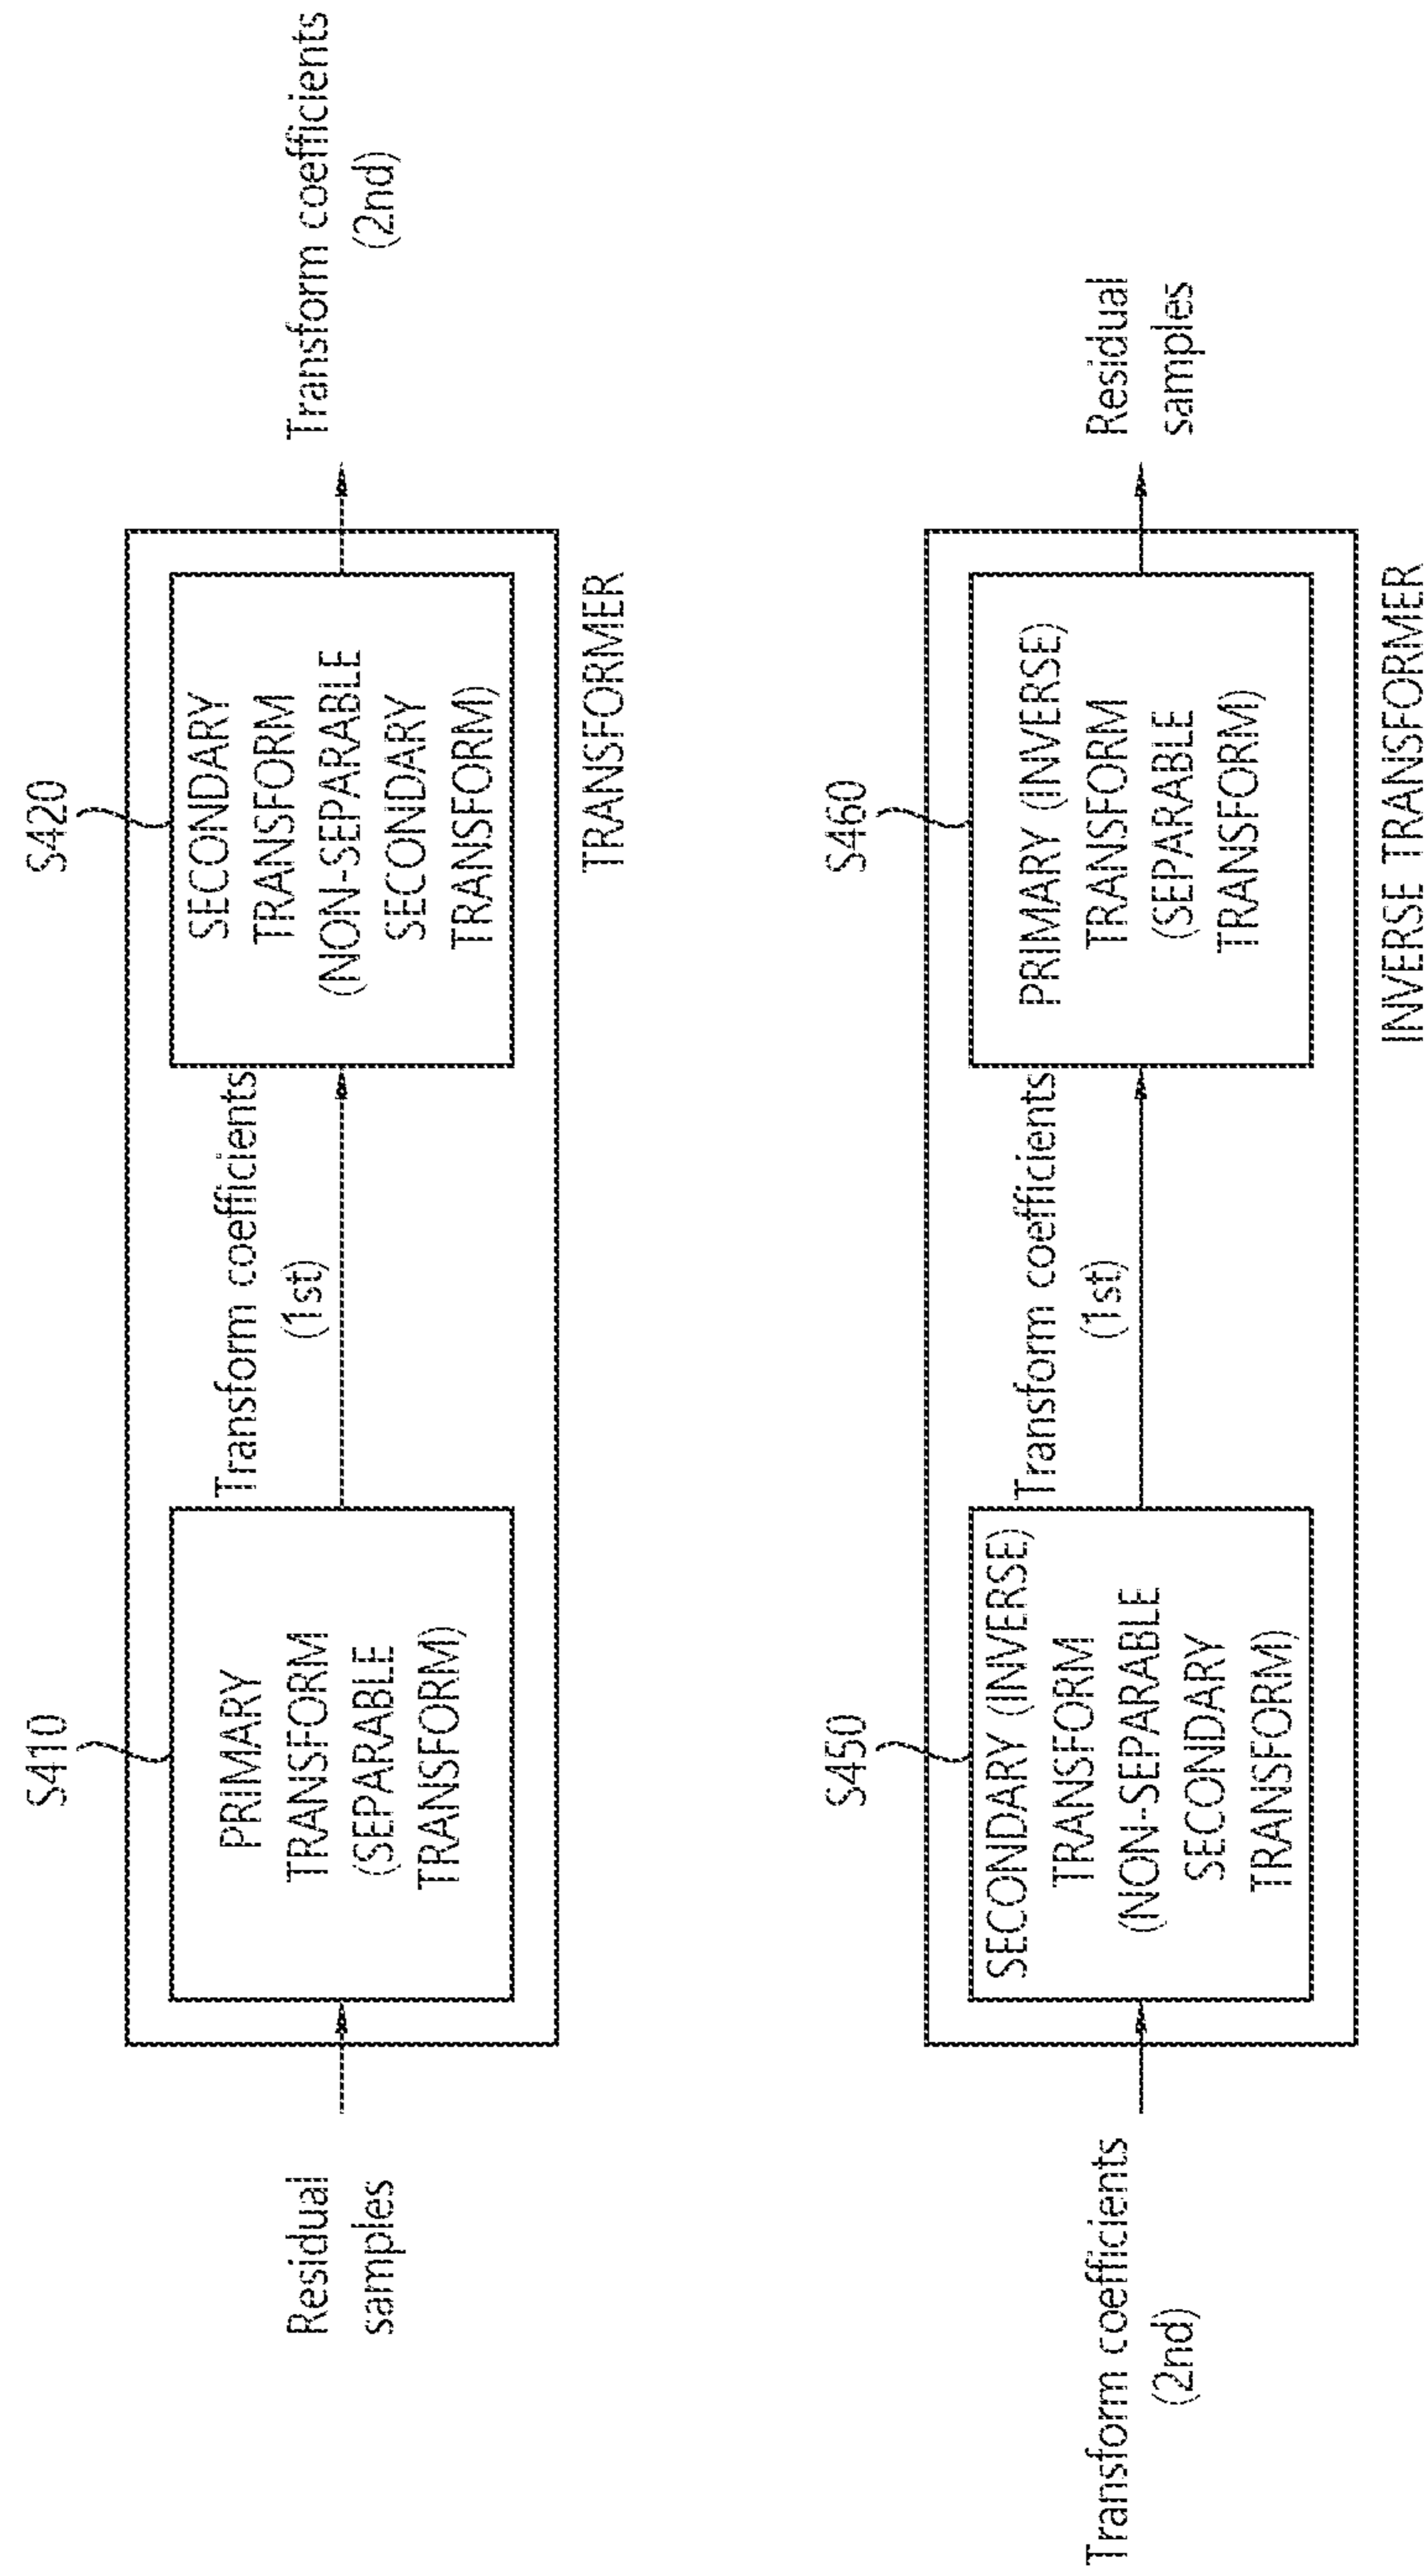 S410
S420
Residual
samples
PRIMARY
TRANSFORM
(SEPARABLE
TRANSFORM)
Transform coefficients
(1st)
SECONDARY
TRANSFORM
(NON-SEPARABLE
SECONDARY
TRANSFORM)
Transform coefficients
(2nd)
TRANSFORMER
S450
S460
Transform coefficients
(2nd)
SECONDARY (INVERSE)
TRANSFORM
(NON-SEPARABLE
SECONDARY
TRANSFORM)
Transform coefficients
(1st)
PRIMARY (INVERSE)
TRANSFORM
(SEPARABLE
TRANSFORM)
Residual
samples
INVERSE TRANSFORMER